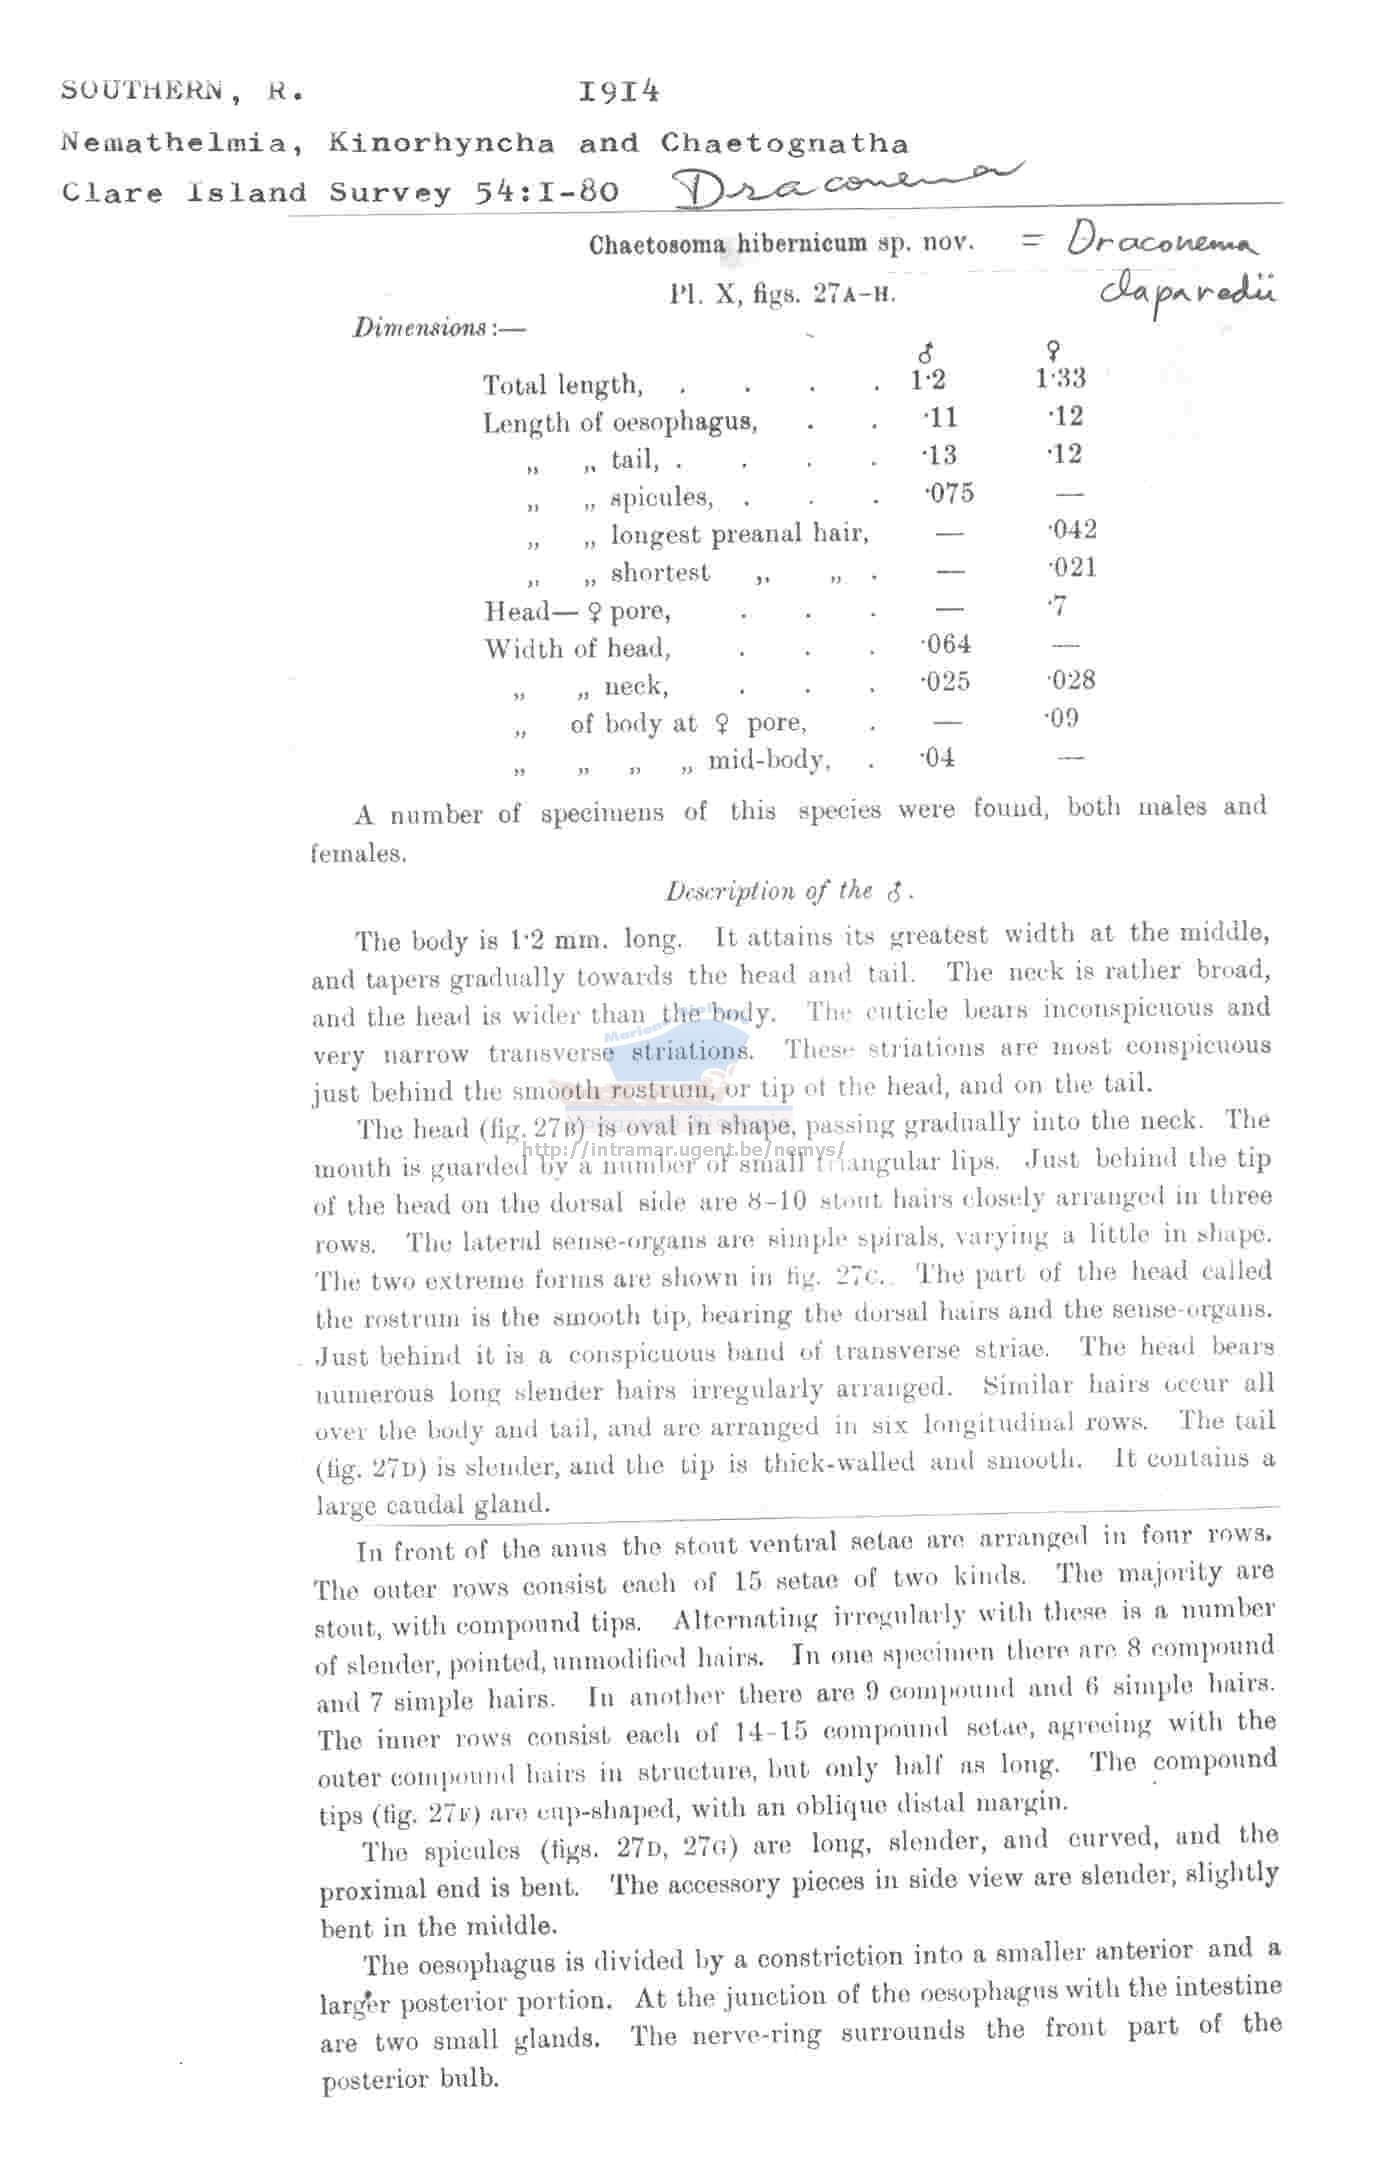 SOUTHERN, R. 1914
Nemathelmia, Kinorhyncha and Chaetognatha
Clare Island Survey 54:1-80 Draconema
Chaetosoma hibernicum sp. nov. = Draconema
Pl. X, figs. 27A-H. claparedii
Dimensions:—
♂ ♀
Total length, . . . . 1·2 1·33
Length of oesophagus, . . ·11 ·12
„ „ tail, . . . . ·13 ·12
„ „ spicules, . . . ·075 —
„ „ longest preanal hair, — ·042
„ „ shortest „ „ . — ·021
Head— ♀ pore, . . . — ·7
Width of head, . . . ·064 —
„ „ neck, . . . ·025 ·028
„ of body at ♀ pore, . — ·09
„ „ „ „ mid-body, . ·04 —
A number of specimens of this species were found, both males and
females.
Description of the ♂.
The body is 1·2 mm. long. It attains its greatest width at the middle,
and tapers gradually towards the head and tail. The neck is rather broad,
and the head is wider than the body. The cuticle bears inconspicuous and
very narrow transverse striations. These striations are most conspicuous
just behind the smooth rostrum, or tip of the head, and on the tail.
The head (fig. 27B) is oval in shape, passing gradually into the neck. The
http://intramar.ugent.be/nemys/
mouth is guarded by a number of small triangular lips. Just behind the tip
of the head on the dorsal side are 8-10 stout hairs closely arranged in three
rows. The lateral sense-organs are simple spirals, varying a little in shape.
The two extreme forms are shown in fig. 27C. The part of the head called
the rostrum is the smooth tip, bearing the dorsal hairs and the sense-organs.
Just behind it is a conspicuous band of transverse striae. The head bears
numerous long slender hairs irregularly arranged. Similar hairs occur all
over the body and tail, and are arranged in six longitudinal rows. The tail
(fig. 27D) is slender, and the tip is thick-walled and smooth. It contains a
large caudal gland.
In front of the anus the stout ventral setae are arranged in four rows.
The outer rows consist each of 15 setae of two kinds. The majority are
stout, with compound tips. Alternating irregularly with these is a number
of slender, pointed, unmodified hairs. In one specimen there are 8 compound
and 7 simple hairs. In another there are 9 compound and 6 simple hairs.
The inner rows consist each of 14-15 compound setae, agreeing with the
outer compound hairs in structure, but only half as long. The compound
tips (fig. 27F) are cup-shaped, with an oblique distal margin.
The spicules (figs. 27D, 27G) are long, slender, and curved, and the
proximal end is bent. The accessory pieces in side view are slender, slightly
bent in the middle.
The oesophagus is divided by a constriction into a smaller anterior and a
larger posterior portion. At the junction of the oesophagus with the intestine
are two small glands. The nerve-ring surrounds the front part of the
posterior bulb.